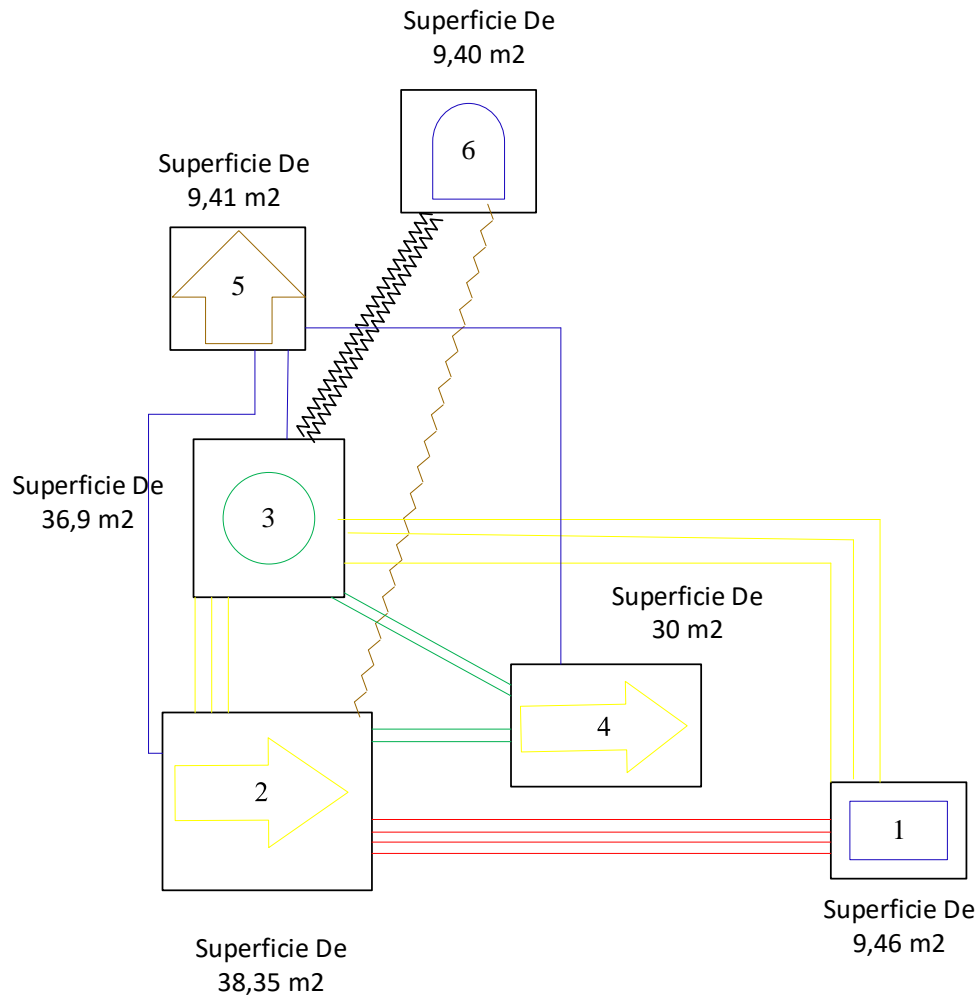 Superficie De
9,40 m2
6
Superficie De
9,41 m2
5
Superficie De
36,9 m2
3
Superficie De
30 m2
4
2
1
Superficie De
9,46 m2
Superficie De
38,35 m2